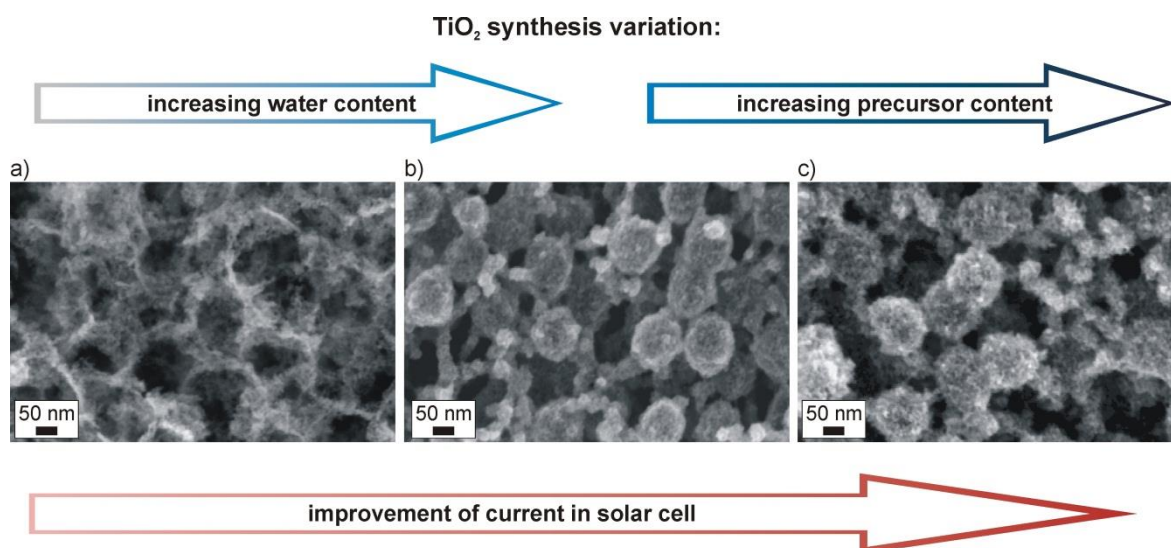 TiO₂ synthesis variation:
increasing water content
increasing precursor content
a)
b)
c)
50 nm
50 nm
50 nm
improvement of current in solar cell